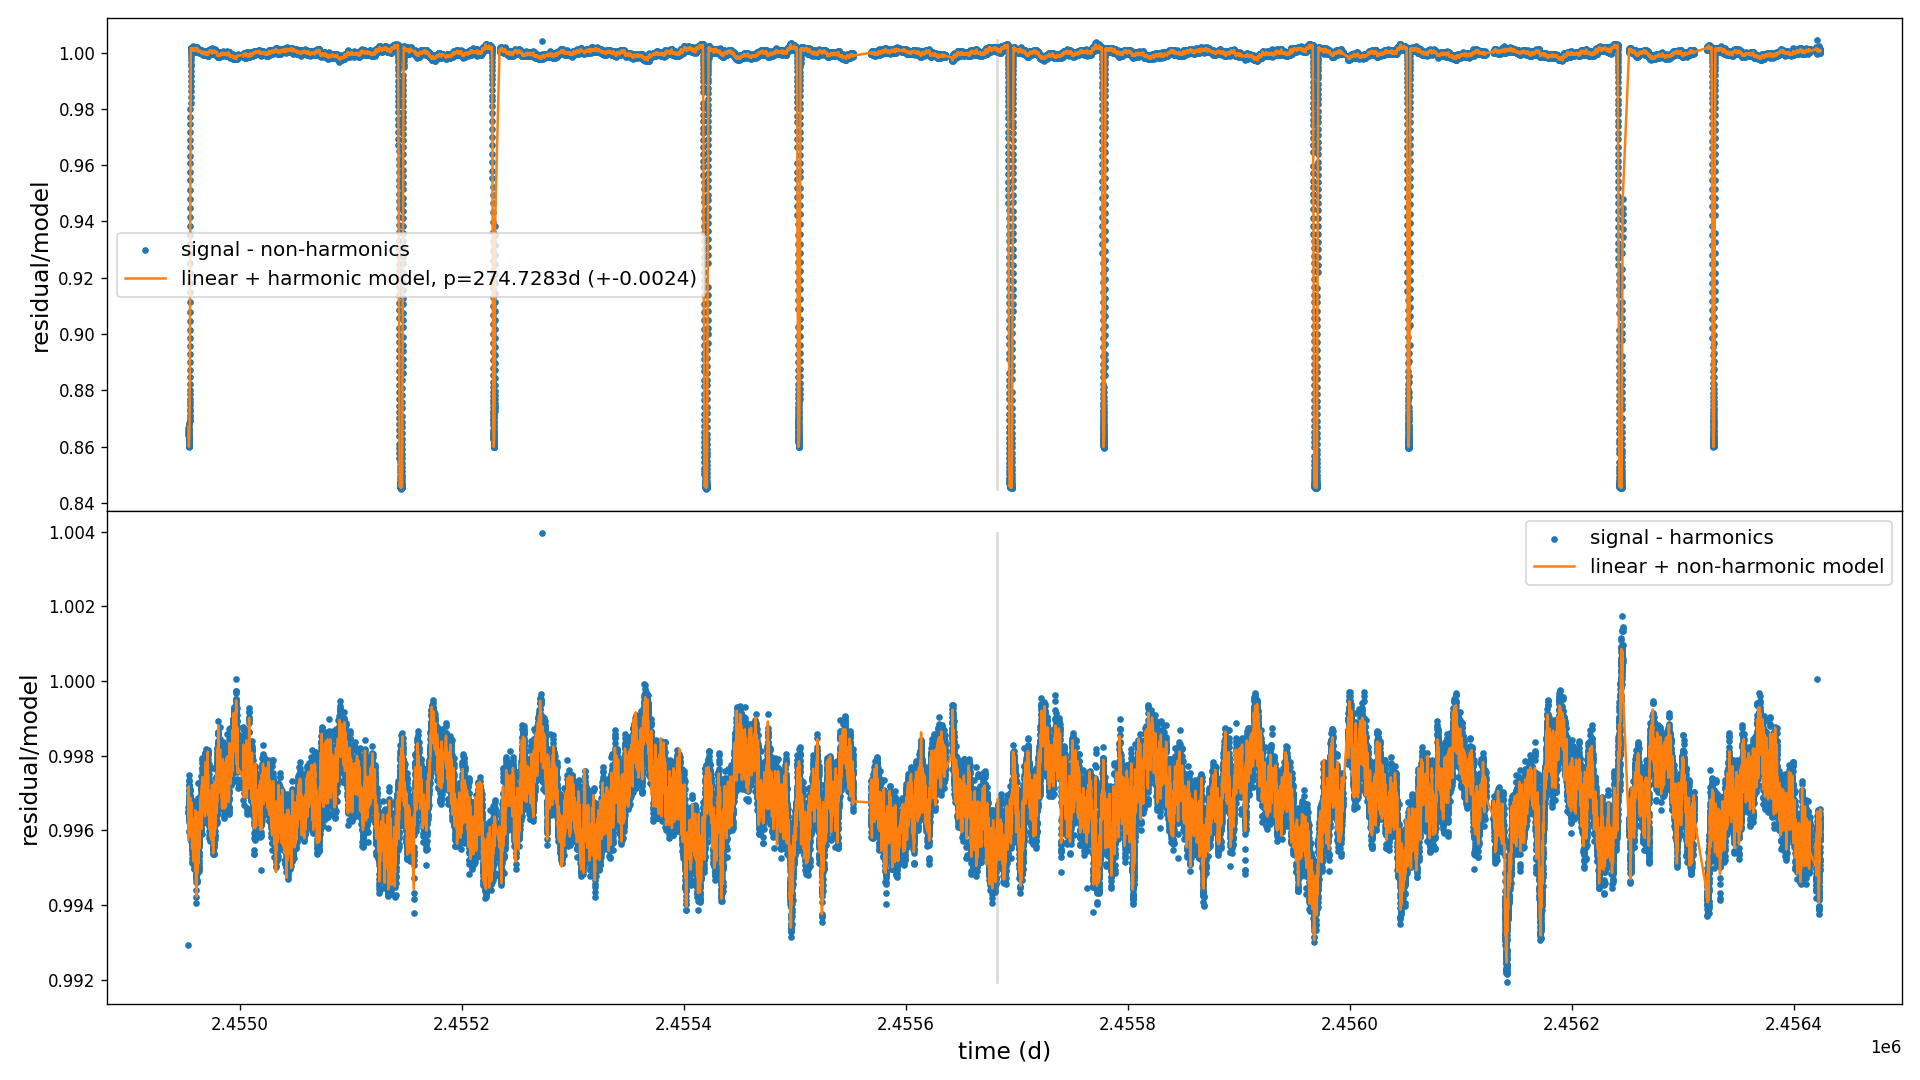 1.00
0.98
0.96
0.94
0.92
0.90
0.88
0.86
0.84
residual/model
signal - non-harmonics
linear + harmonic model, p=274.7283d (+-0.0024)
1.004
1.002
1.000
0.998
0.996
0.994
0.992
residual/model
signal - harmonics
linear + non-harmonic model
2.4550 2.4552 2.4554 2.4556 2.4558 2.4560 2.4562 2.4564
1e6
time (d)